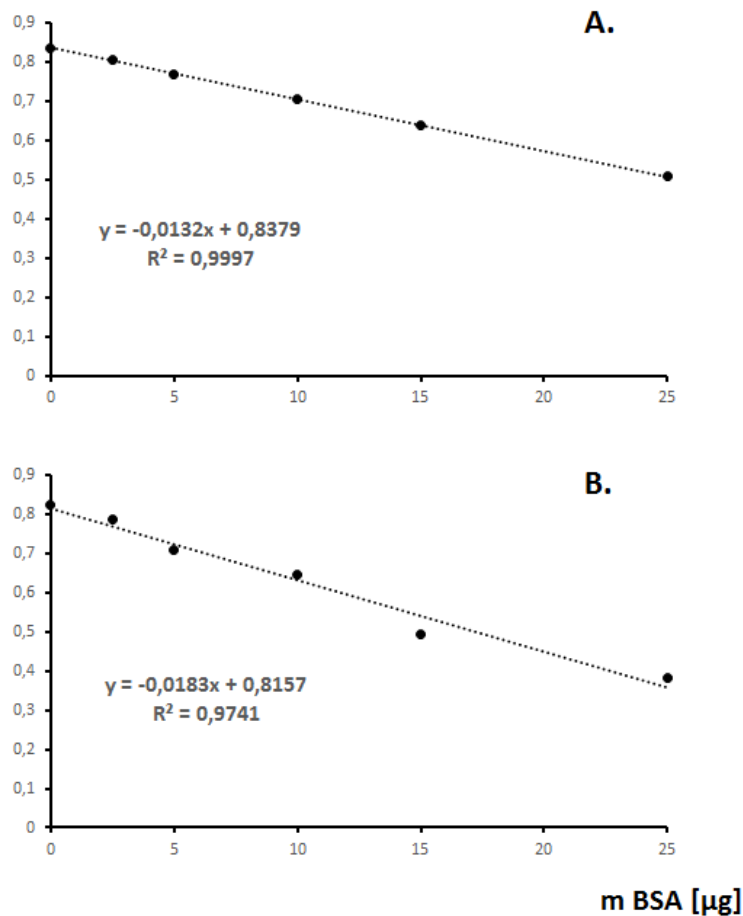 A.
0,9
0,8
0,7
0,6
0,5
0,4
0,3
0,2
0,1
0
y = -0,0132x + 0,8379
R² = 0,9997
0 5 10 15 20 25
B.
0,9
0,8
0,7
0,6
0,5
0,4
0,3
0,2
0,1
0
y = -0,0183x + 0,8157
R² = 0,9741
0 5 10 15 20 25
m BSA [µg]